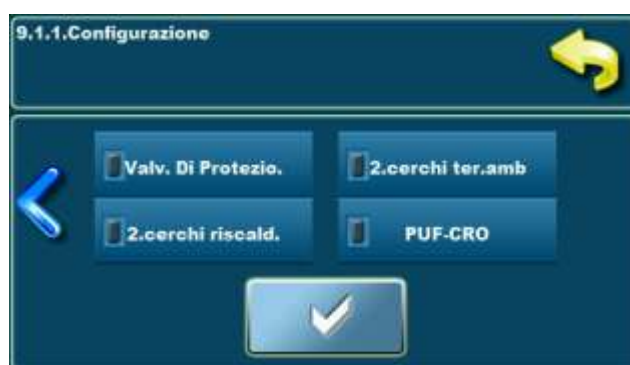 9.1.1.Configurazione
Valv. Di Protezio.
2.cerchi ter.amb
2.cerchi riscald.
PUF-CRO